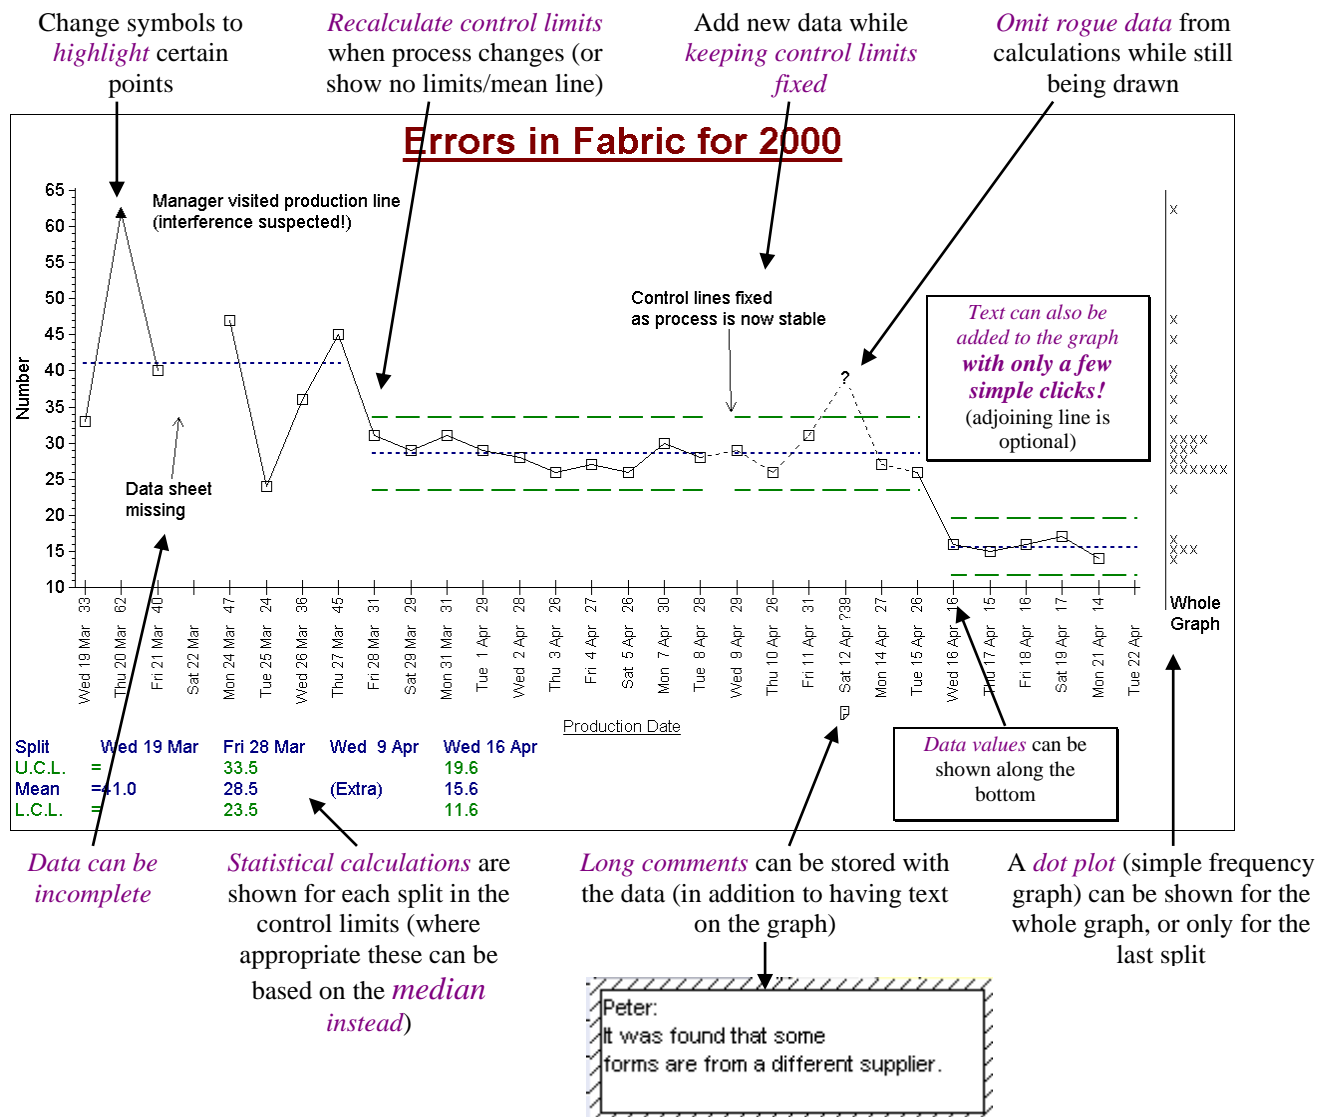 Change symbols to
highlight certain
points
Recalculate control limits
when process changes (or
show no limits/mean line)
Add new data while
keeping control limits
fixed
Omit rogue data from
calculations while still
being drawn
Errors in Fabric for 2000
Number
65
60
55
50
45
40
35
30
25
20
15
10
Manager visited production line
(interference suspected!)
Control lines fixed
as process is now stable
Text can also be
added to the graph
with only a few
simple clicks!
(adjoining line is
optional)
Data sheet
missing
?
X
X
X
X
X
X
X
XXXX
XXX
XX
XXXXXX
X
X
XXX
X
Whole
Graph
Wed 19 Mar 33
Thu 20 Mar 62
Fri 21 Mar 40
Sat 22 Mar
Mon 24 Mar 47
Tue 25 Mar 24
Wed 26 Mar 36
Thu 27 Mar 45
Fri 28 Mar 31
Sat 29 Mar 29
Mon 31 Mar 31
Tue 1 Apr 29
Wed 2 Apr 28
Thu 3 Apr 26
Fri 4 Apr 27
Sat 5 Apr 26
Mon 7 Apr 30
Tue 8 Apr 28
Wed 9 Apr 29
Thu 10 Apr 26
Fri 11 Apr 31
Sat 12 Apr ?39
Mon 14 Apr 27
Tue 15 Apr 26
Wed 16 Apr 16
Thu 17 Apr 15
Fri 18 Apr 16
Sat 19 Apr 17
Mon 21 Apr 14
Tue 22 Apr
Production Date
Split Wed 19 Mar Fri 28 Mar Wed 9 Apr Wed 16 Apr
U.C.L. = 33.5 19.6
Mean =41.0 28.5 (Extra) 15.6
L.C.L. = 23.5 11.6
Data values can be
shown along the
bottom
Data can be
incomplete
Statistical calculations are
shown for each split in the
control limits (where
appropriate these can be
based on the median
instead)
Long comments can be stored with
the data (in addition to having text
on the graph)
A dot plot (simple frequency
graph) can be shown for the
whole graph, or only for the
last split
Peter:
It was found that some
forms are from a different supplier.